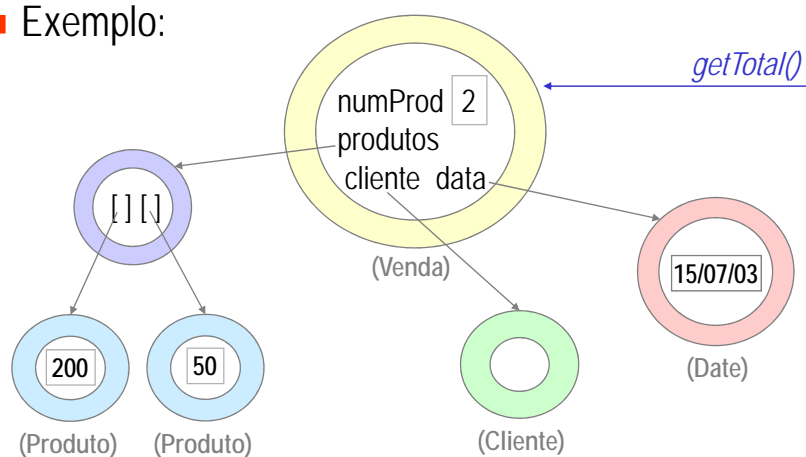 Exemplo:
getTotal()
numProd 2
produtos
cliente data
[ ] [ ]
(Venda)
15/07/03
200
50
(Date)
(Produto)
(Produto)
(Cliente)